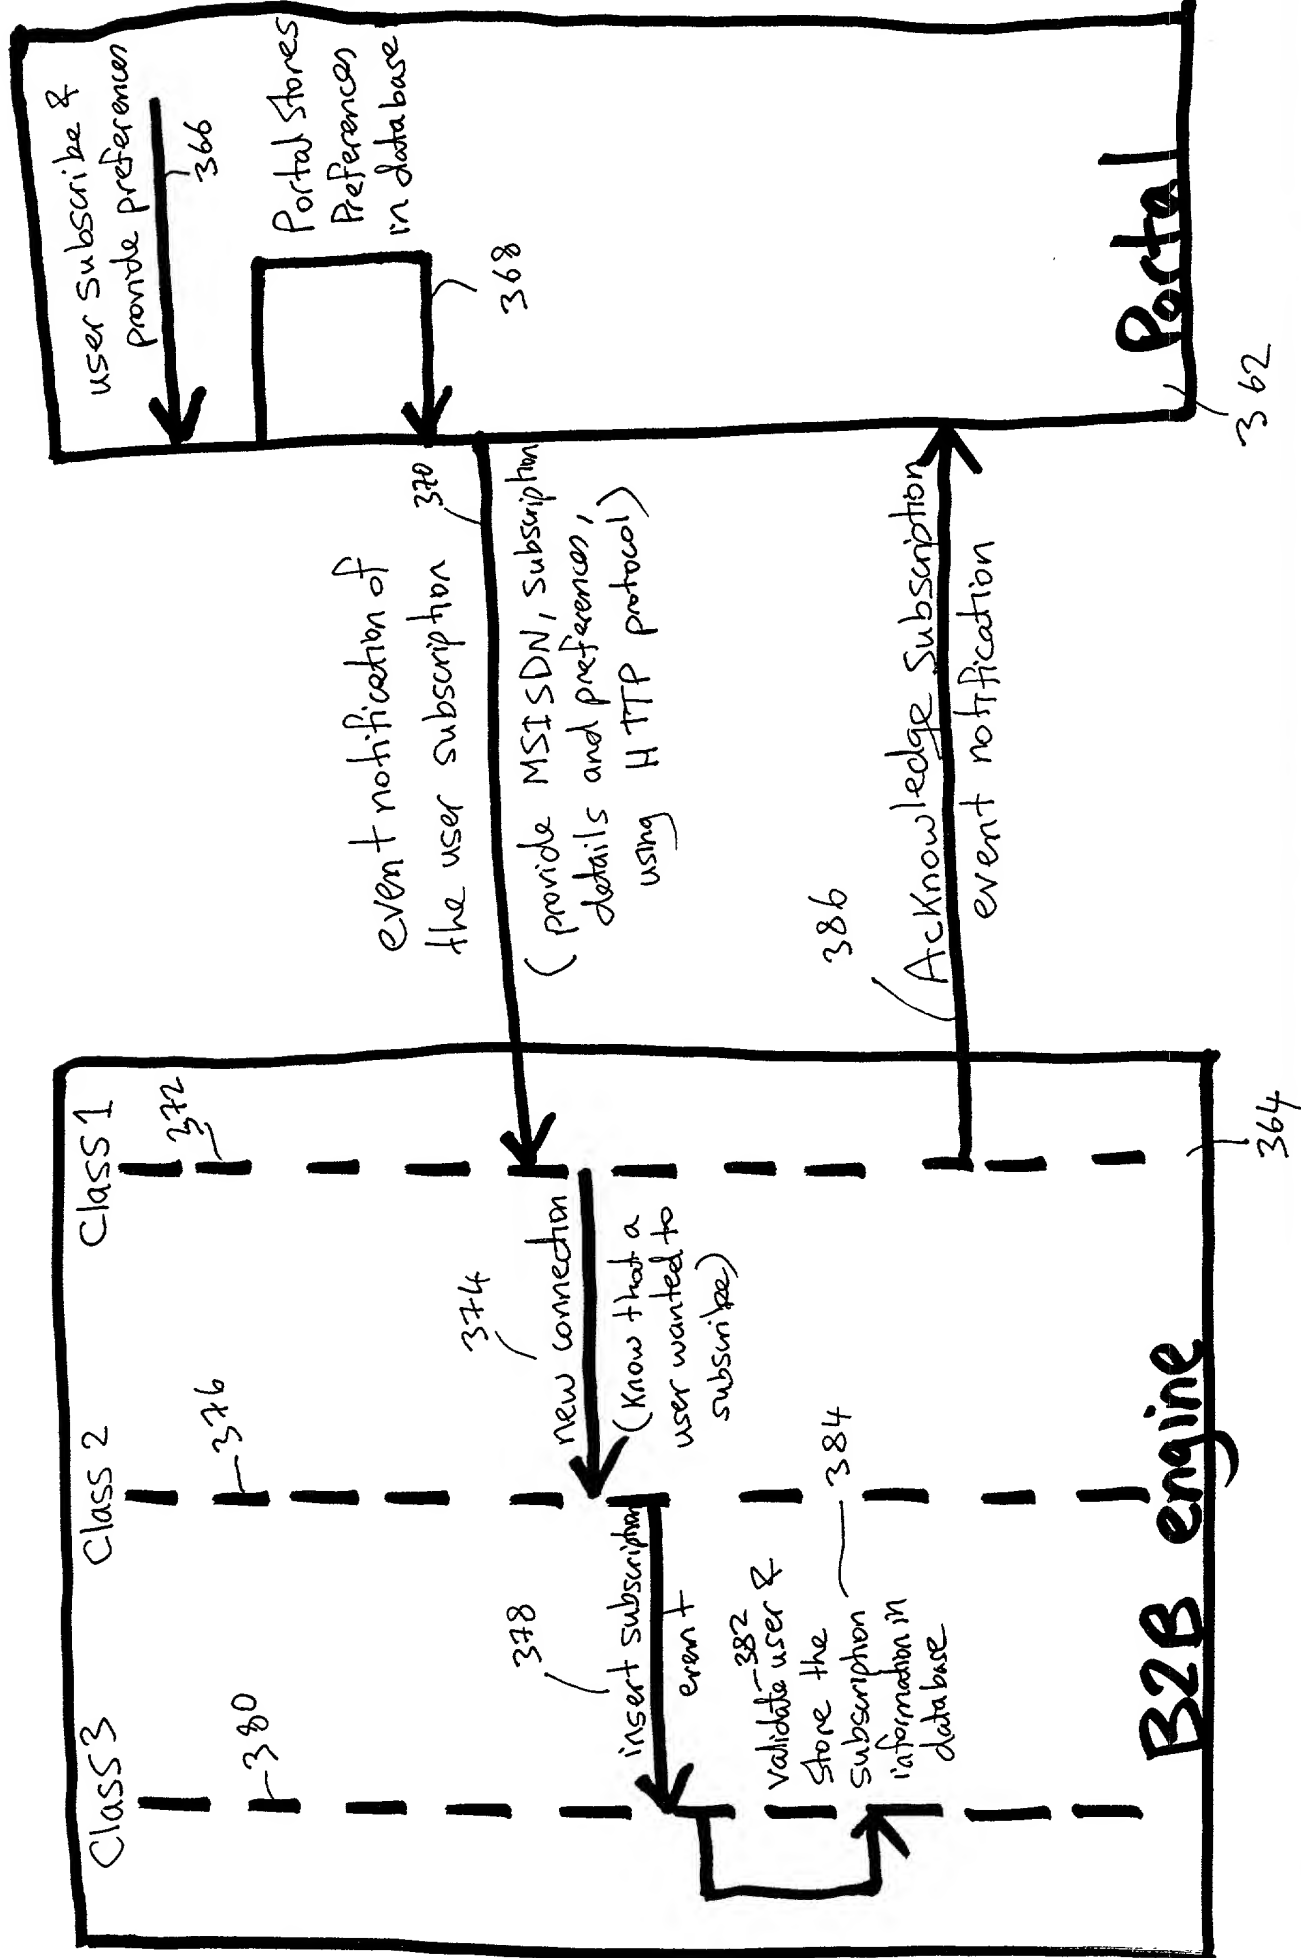 Class 3
Class 2
Class 1
380
376
372
user subscribe &
provide preferences
366
Portal Stores
Preferences
in database
368
event notification of
the user subscription
370
(provide MSISDN, subscription
details and preferences,
using HTTP protocol)
374
new connection
(Know that a
user wanted to
subscribe)
378
insert subscription
event
382
Validate user &
Store the
subscription
information in
database
384
386
Acknowledge Subscription
event notification
B2B engine
364
Portal
362